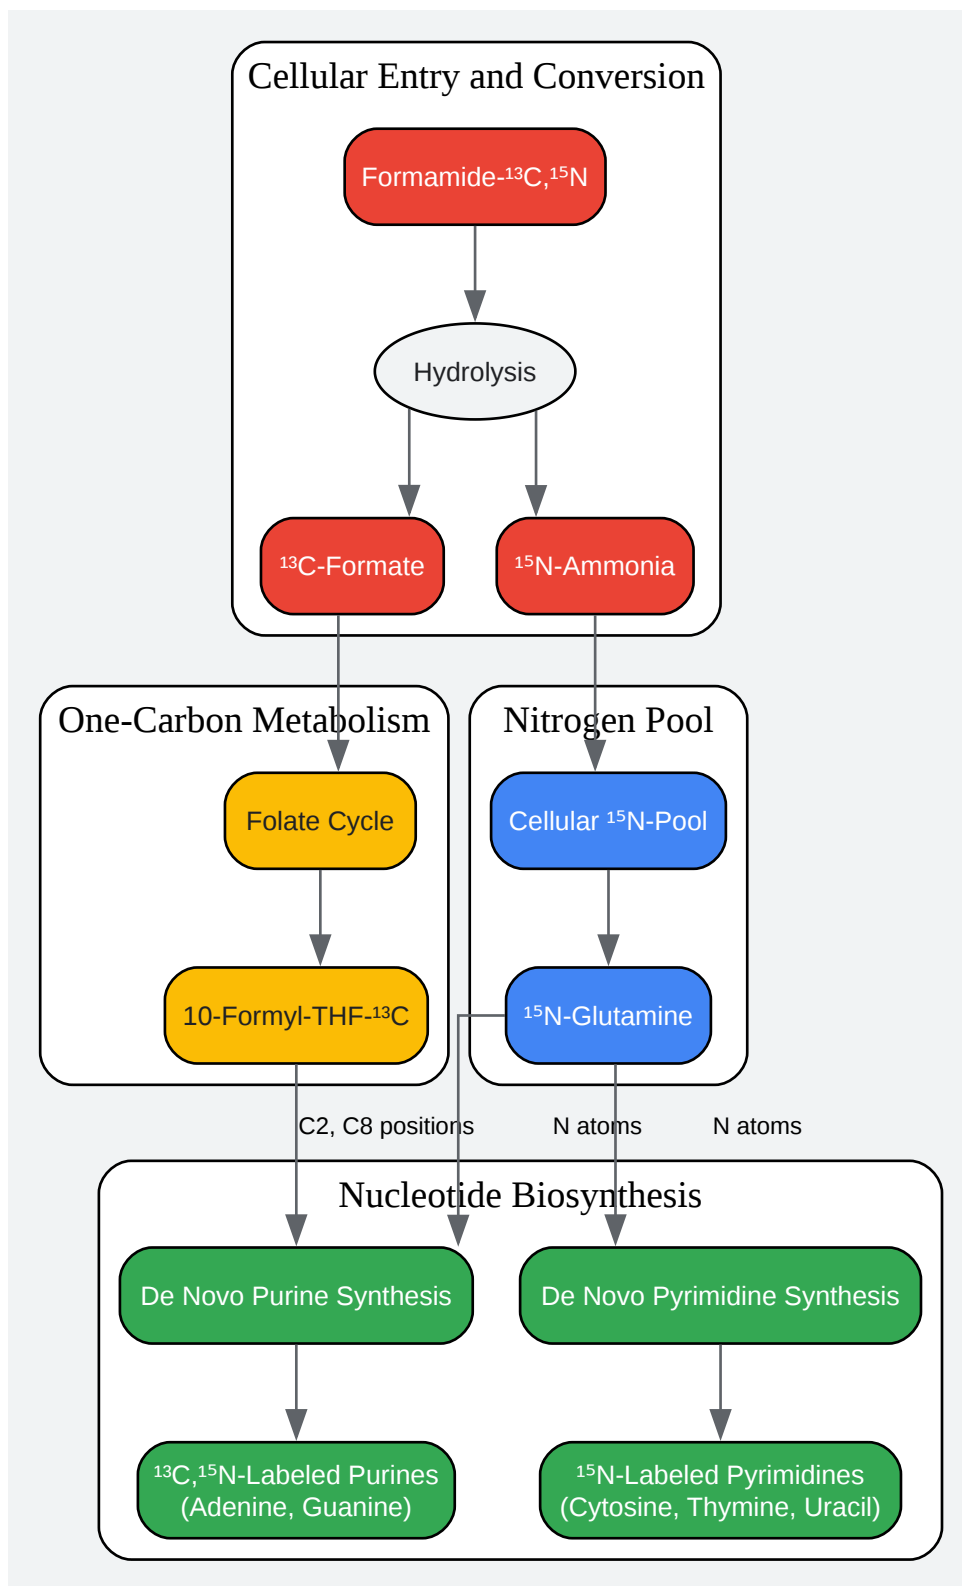 Cellular Entry and Conversion
Formamide-¹³C,¹⁵N
Hydrolysis
¹³C-Formate
¹⁵N-Ammonia
One-Carbon Metabolism
Nitrogen Pool
Folate Cycle
Cellular ¹⁵N-Pool
10-Formyl-THF-¹³C
¹⁵N-Glutamine
C2, C8 positions
N atoms
N atoms
Nucleotide Biosynthesis
De Novo Purine Synthesis
De Novo Pyrimidine Synthesis
¹³C,¹⁵N-Labeled Purines
(Adenine, Guanine)
¹⁵N-Labeled Pyrimidines
(Cytosine, Thymine, Uracil)